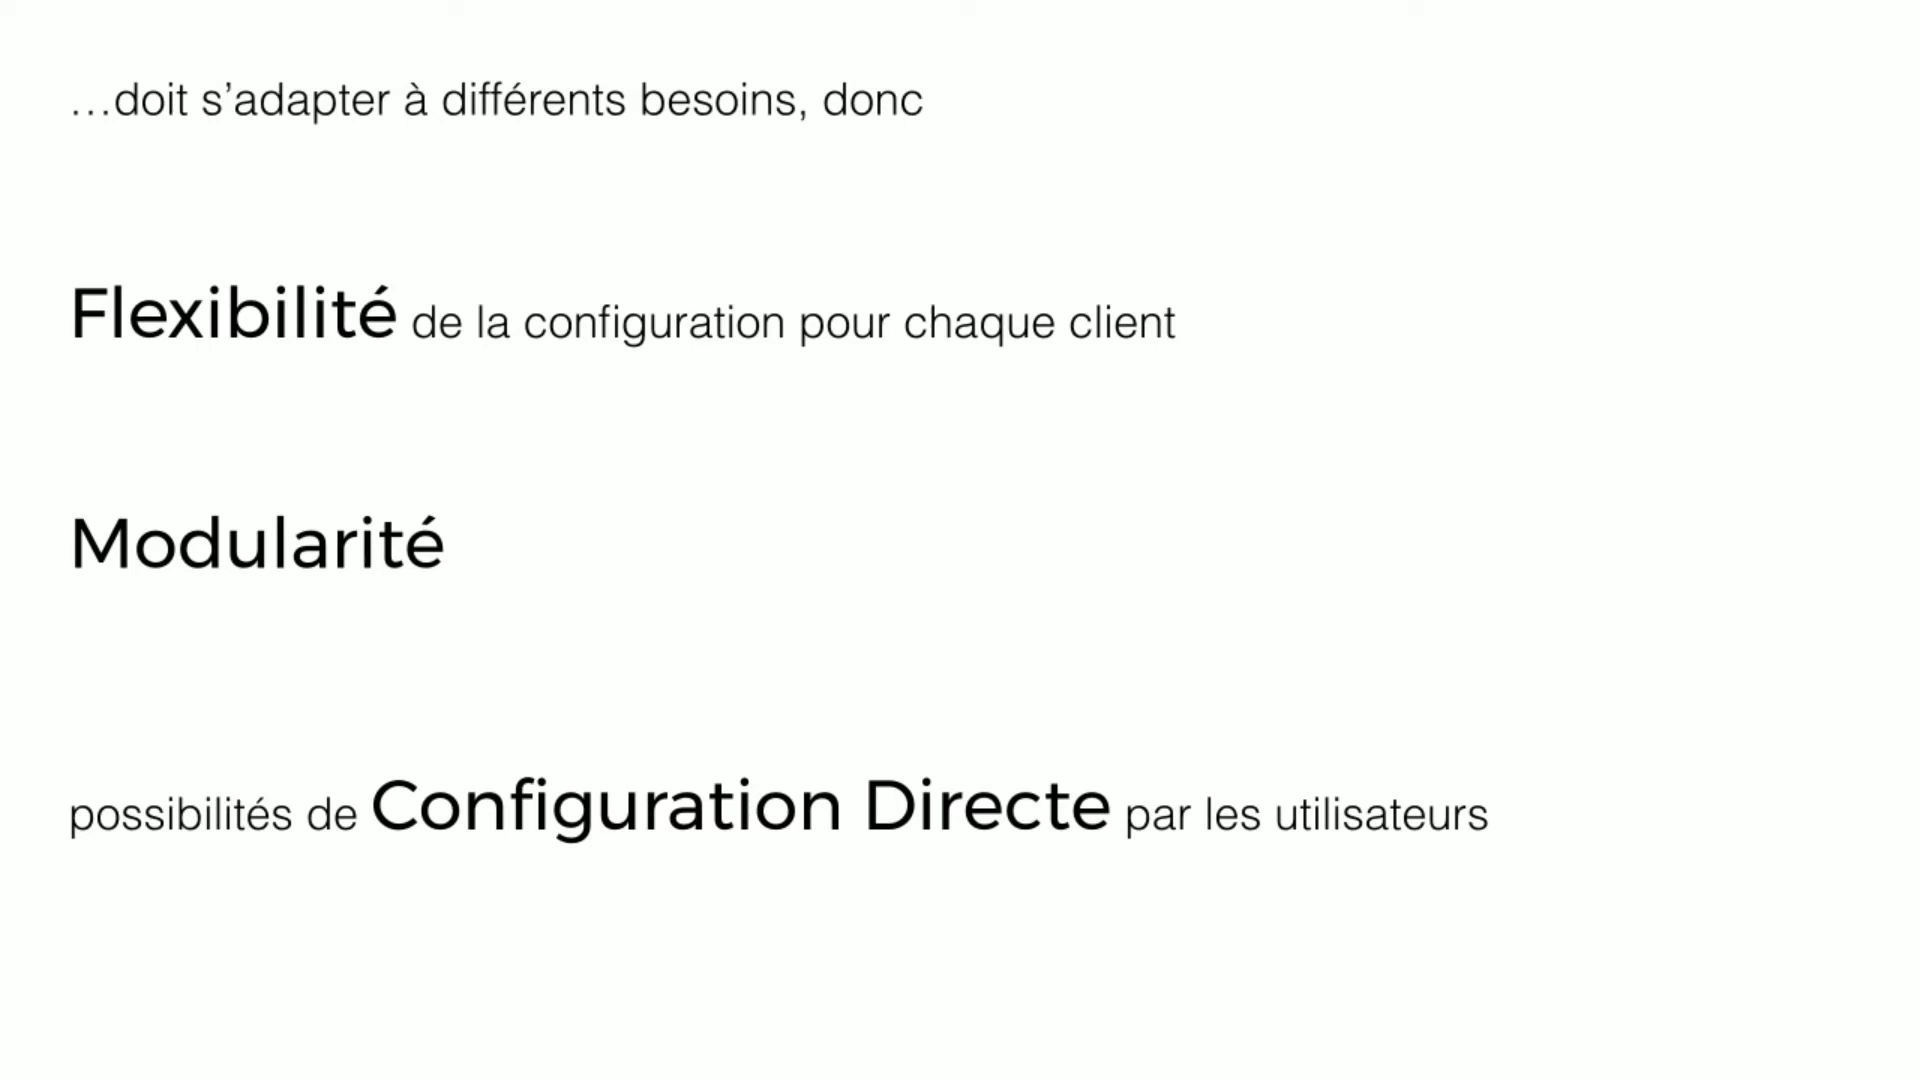 …doit s’adapter à différents besoins, donc
Flexibilité de la configuration pour chaque client
Modularité
possibilités de Configuration Directe par les utilisateurs